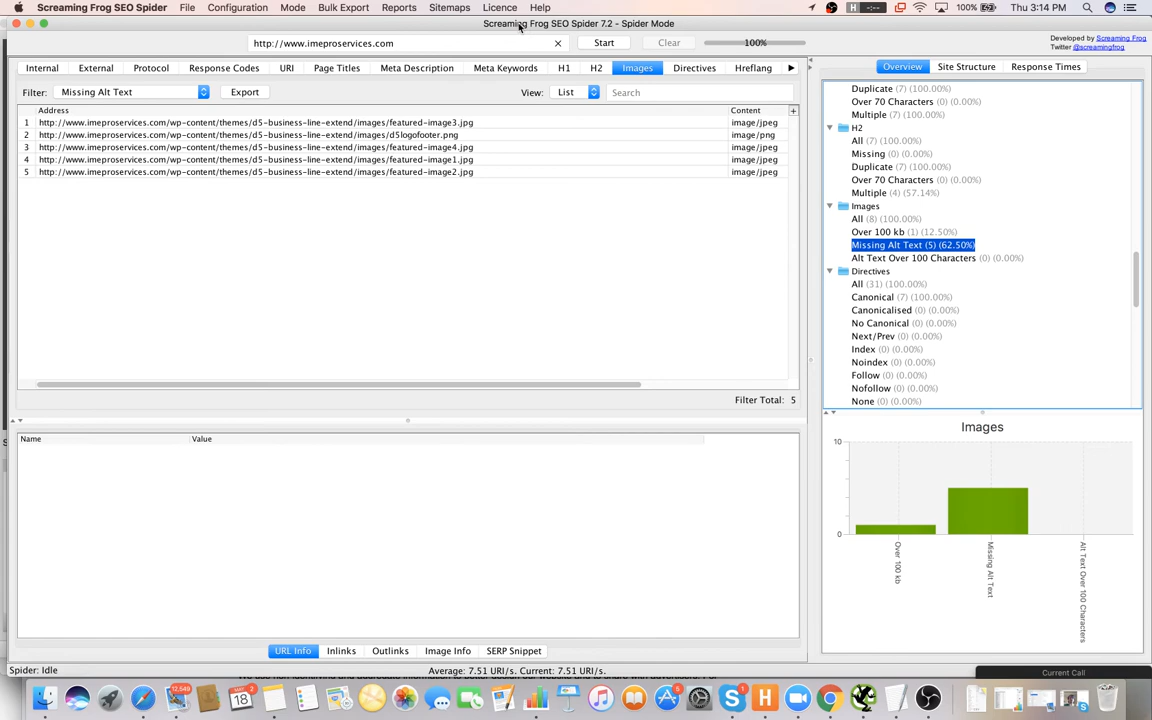 Screaming Frog SEO Spider File Configuration Mode Bulk Export Reports Sitemaps Licence Help 100% Thu 3:14 PM
Screaming Frog SEO Spider 7.2 - Spider Mode
http://www.imeproservices.com Start Clear 100%
Developed by Screaming Frog
Twitter @screamingfrog
Internal External Protocol Response Codes URI Page Titles Meta Description Meta Keywords H1 H2 Images Directives Hreflang
Overview Site Structure Response Times
Filter: Missing Alt Text Export View: List Search
Address Content
1 http://www.imeproservices.com/wp-content/themes/d5-business-line-extend/images/featured-image3.jpg image/jpeg
2 http://www.imeproservices.com/wp-content/themes/d5-business-line-extend/images/d5logofooter.png image/png
3 http://www.imeproservices.com/wp-content/themes/d5-business-line-extend/images/featured-image4.jpg image/jpeg
4 http://www.imeproservices.com/wp-content/themes/d5-business-line-extend/images/featured-image1.jpg image/jpeg
5 http://www.imeproservices.com/wp-content/themes/d5-business-line-extend/images/featured-image2.jpg image/jpeg
Filter Total: 5
Duplicate (7) (100.00%)
Over 70 Characters (0) (0.00%)
Multiple (7) (100.00%)
H2
All (7) (100.00%)
Missing (0) (0.00%)
Duplicate (7) (100.00%)
Over 70 Characters (0) (0.00%)
Multiple (4) (57.14%)
Images
All (8) (100.00%)
Over 100 kb (1) (12.50%)
Missing Alt Text (5) (62.50%)
Alt Text Over 100 Characters (0) (0.00%)
Directives
All (31) (100.00%)
Canonical (7) (100.00%)
Canonicalised (0) (0.00%)
No Canonical (0) (0.00%)
Next/Prev (0) (0.00%)
Index (0) (0.00%)
Noindex (0) (0.00%)
Follow (0) (0.00%)
Nofollow (0) (0.00%)
None (0) (0.00%)
Name Value
Images
10
0
Over 100 kb
Missing Alt Text
Alt Text Over 100 Characters
URL Info Inlinks Outlinks Image Info SERP Snippet
Spider: Idle Average: 7.51 URI/s. Current: 7.51 URI/s.
Current Call